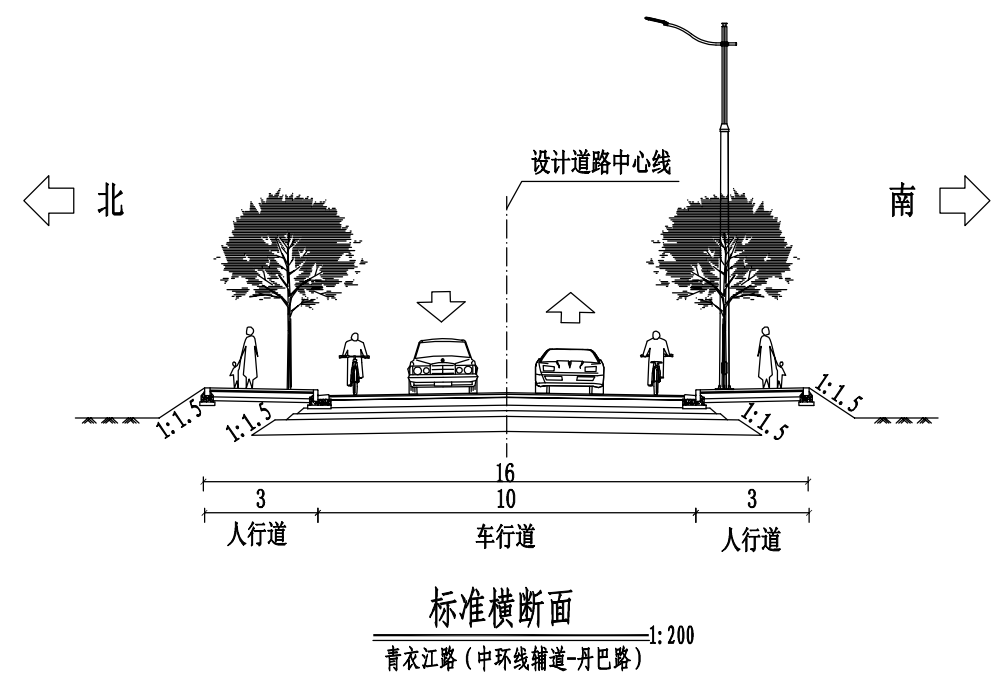 设计道路中心线
北
南
1:1.5
1:1.5
1:1.5
1:1.5
16
3
10
3
人行道
车行道
人行道
标准横断面
1:200
青衣江路（中环线辅道-丹巴路）